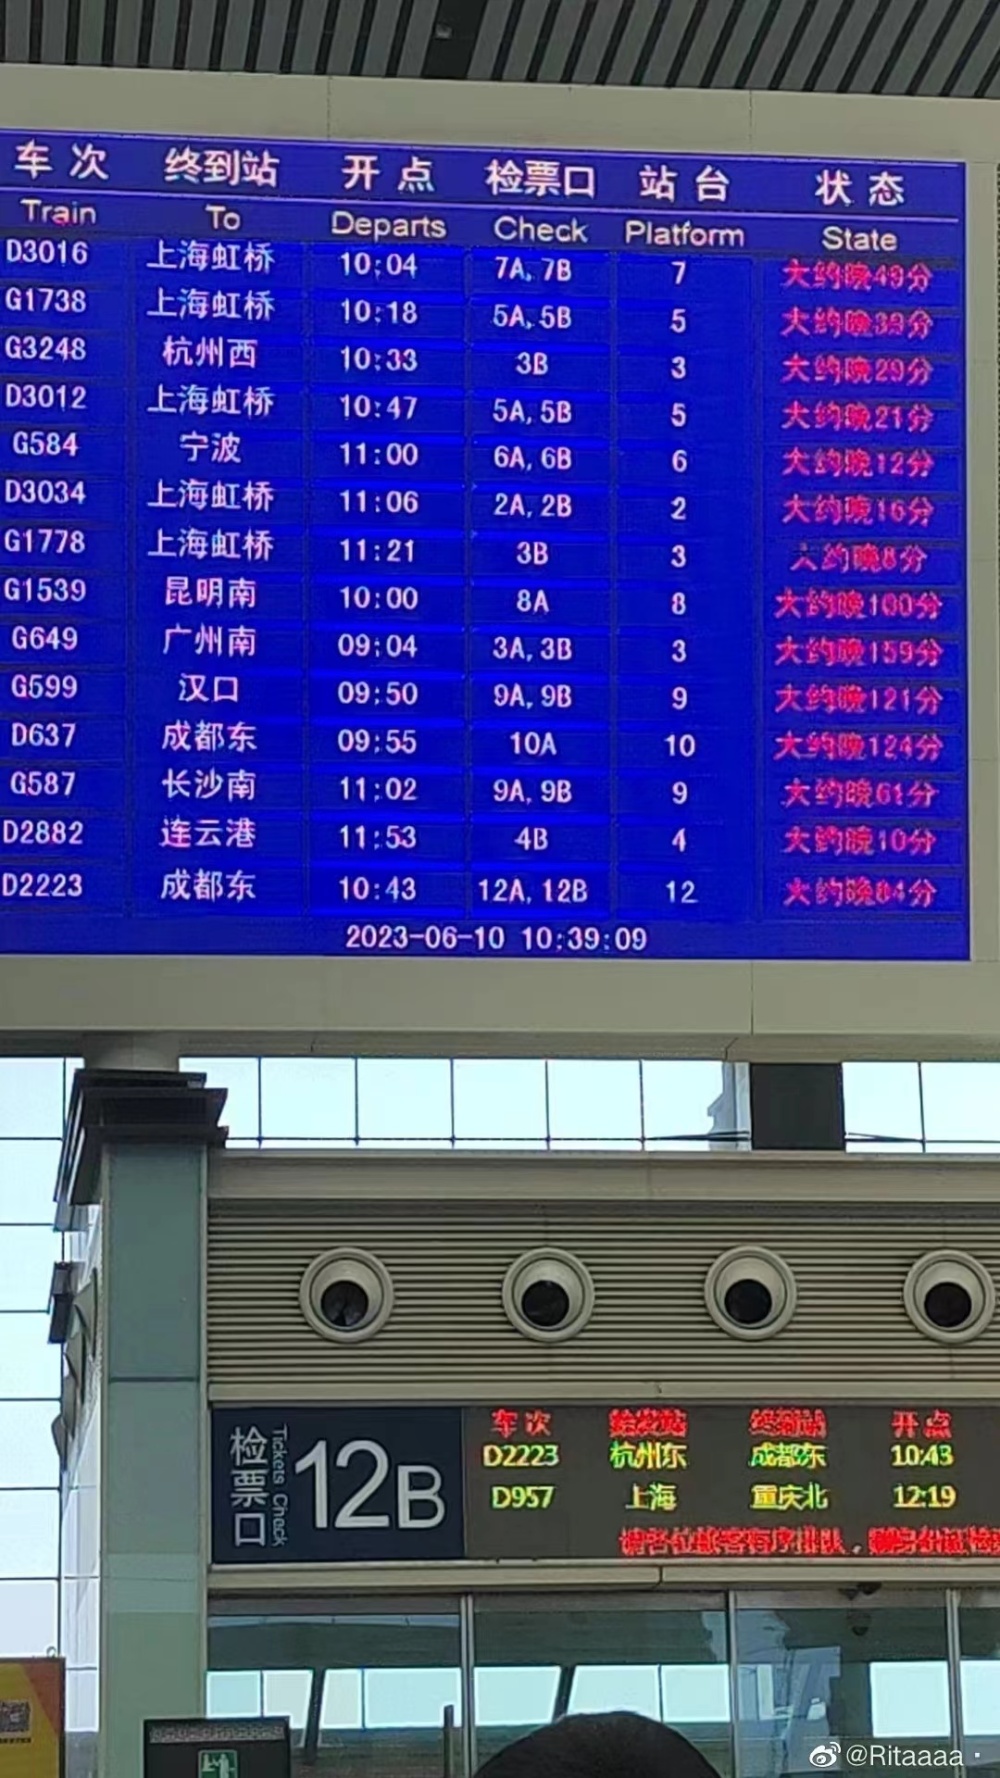 车次 终到站 开点 检票口 站台 状态
Train To Departs Check Platform State
D3016 上海虹桥 10:04 7A,7B 7 大约晚49分
G1738 上海虹桥 10:18 5A,5B 5 大约晚39分
G3248 杭州西 10:33 3B 3 大约晚29分
D3012 上海虹桥 10:47 5A,5B 5 大约晚21分
G584 宁波 11:00 6A,6B 6 大约晚12分
D3034 上海虹桥 11:06 2A,2B 2 大约晚16分
G1778 上海虹桥 11:21 3B 3 大约晚8分
G1539 昆明南 10:00 8A 8 大约晚100分
G649 广州南 09:04 3A,3B 3 大约晚159分
G599 汉口 09:50 9A,9B 9 大约晚121分
D637 成都东 09:55 10A 10 大约晚124分
G587 长沙南 11:02 9A,9B 9 大约晚61分
D2882 连云港 11:53 4B 4 大约晚10分
D2223 成都东 10:43 12A,12B 12 大约晚84分
2023-06-10 10:39:09
检票口 Tickets Check 12B
车次 始发站 终到站 开点
D2223 杭州东 成都东 10:43
D957 上海 重庆北 12:19
请各位旅客有序排队，
@Ritaaaa